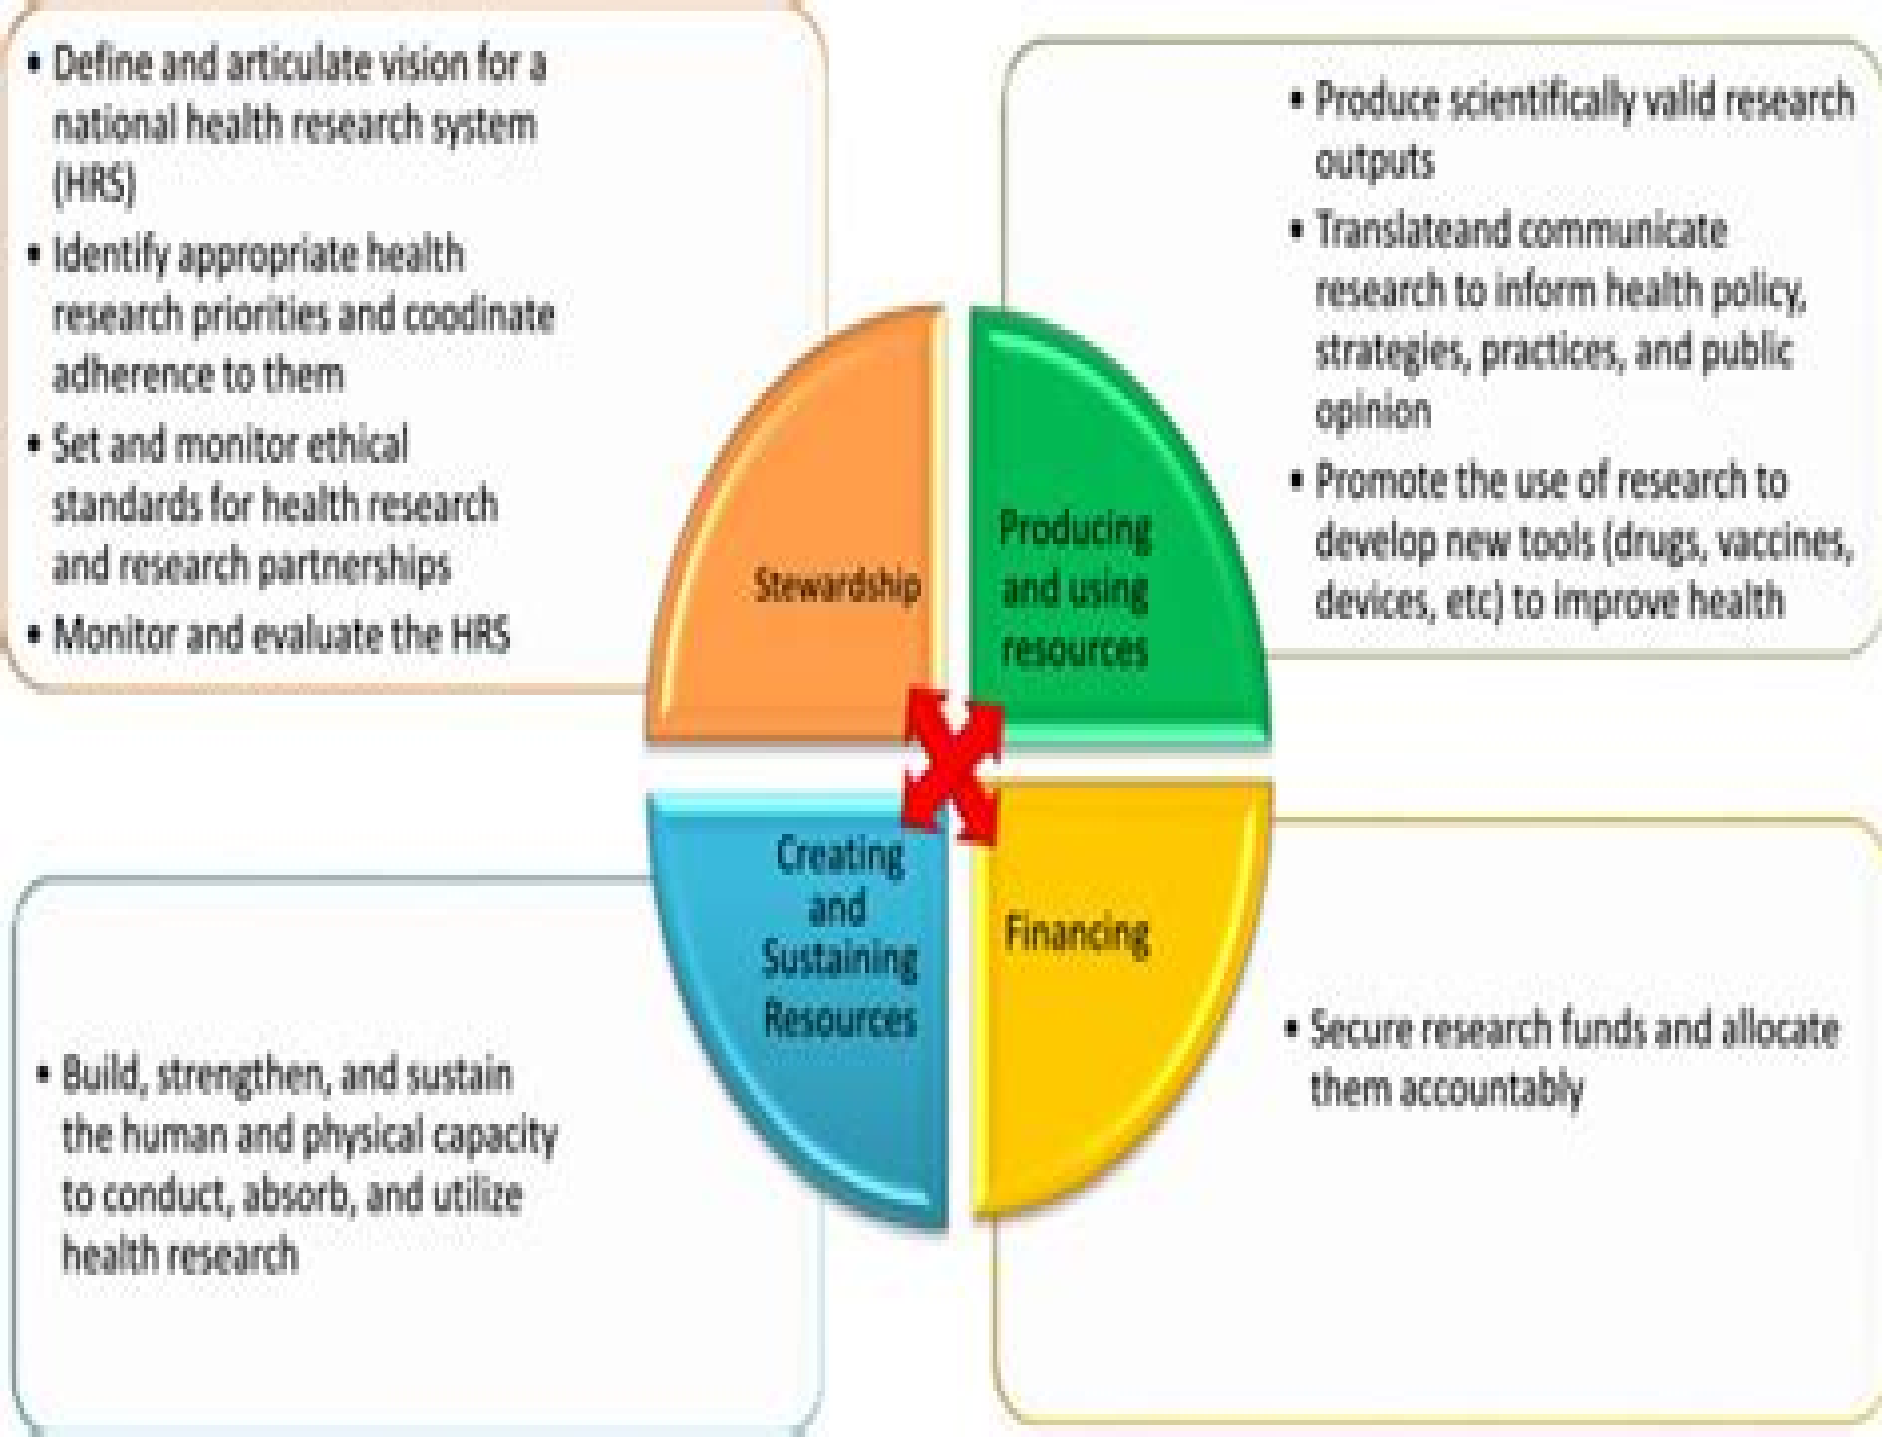 • Define and articulate vision for a
national health research system
(HRS)
• Identify appropriate health
research priorities and coodinate
adherence to them
• Set and monitor ethical
standards for health research
and research partnerships
• Monitor and evaluate the HRS
• Produce scientifically valid research
outputs
• Translateand communicate
research to inform health policy,
strategies, practices, and public
opinion
• Promote the use of research to
develop new tools (drugs, vaccines,
devices, etc) to improve health
Stewardship
Producing
and using
resources
Creating
and
Sustaining
Resources
Financing
• Build, strengthen, and sustain
the human and physical capacity
to conduct, absorb, and utilize
health research
• Secure research funds and allocate
them accountably